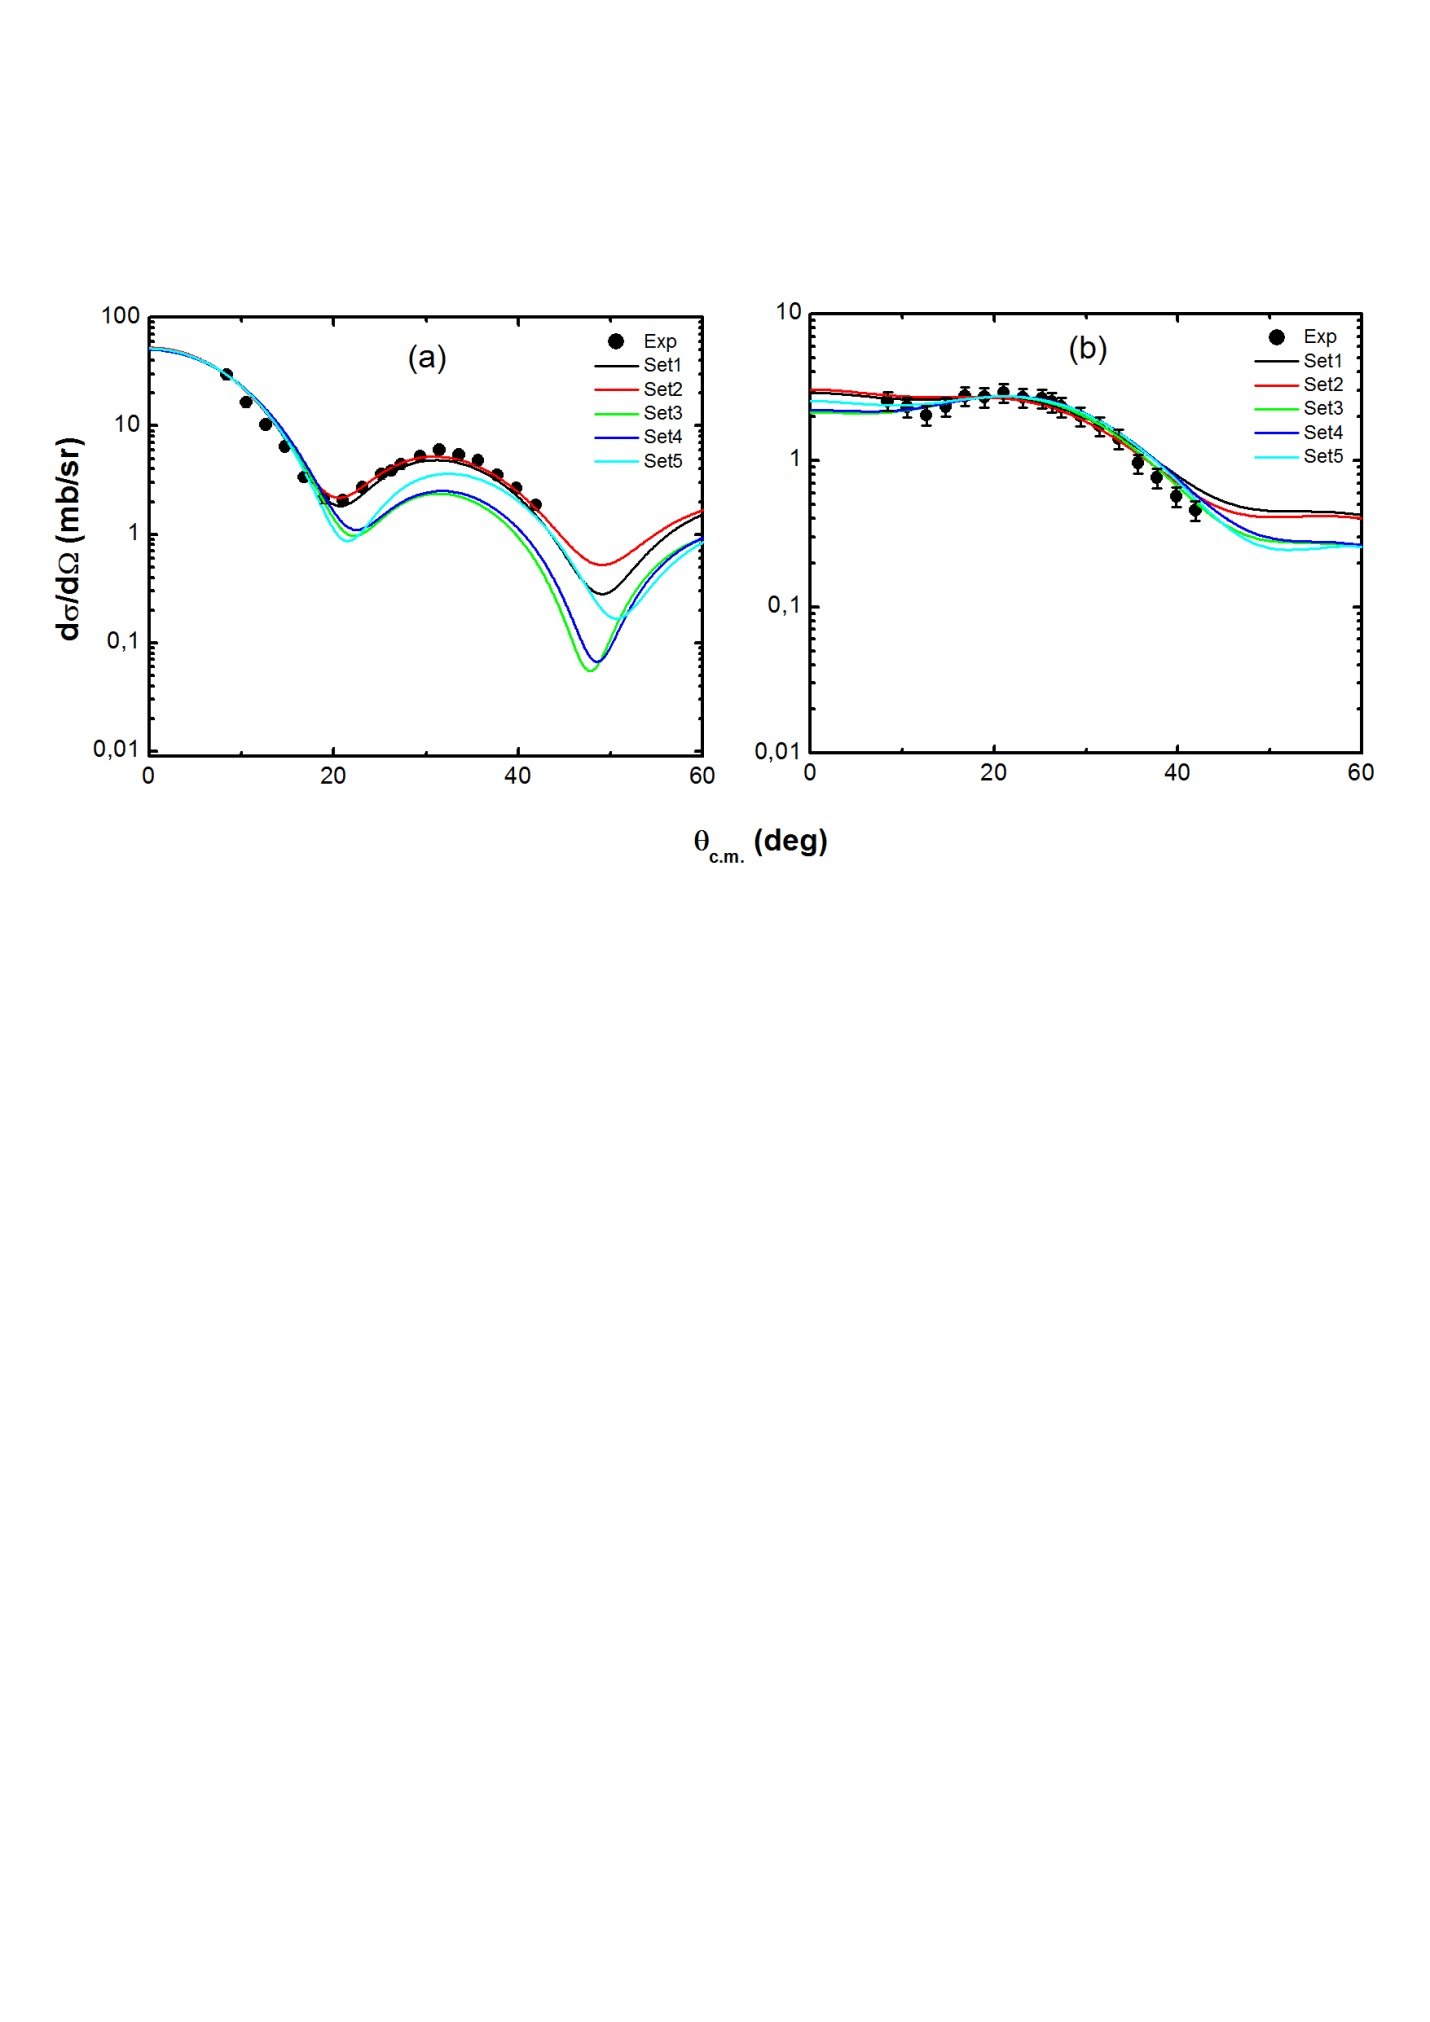 dσ/dΩ (mb/sr)
100
10
1
0,1
0,01
0
20
40
60
(a)
Exp
Set1
Set2
Set3
Set4
Set5
10
1
0,1
0,01
0
20
40
60
(b)
Exp
Set1
Set2
Set3
Set4
Set5
θc.m. (deg)